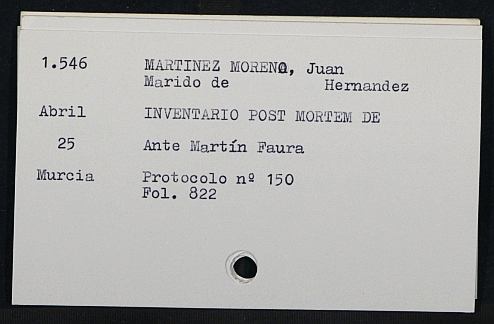 1.546 MARTINEZ MORENO, Juan
Marido de Hernandez
Abril INVENTARIO POST MORTEM DE
25 Ante Martín Faura
Murcia Protocolo nº 150
Fol. 822